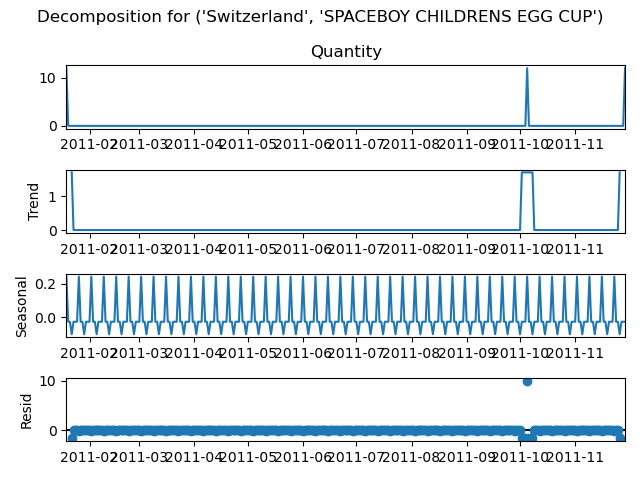 Decomposition for ('Switzerland', 'SPACEBOY CHILDRENS EGG CUP')
Quantity
10
0
2011-02 2011-03 2011-04 2011-05 2011-06 2011-07 2011-08 2011-09 2011-10 2011-11
Trend
1
0
2011-02 2011-03 2011-04 2011-05 2011-06 2011-07 2011-08 2011-09 2011-10 2011-11
Seasonal
0.2
0.0
2011-02 2011-03 2011-04 2011-05 2011-06 2011-07 2011-08 2011-09 2011-10 2011-11
Resid
10
0
2011-02 2011-03 2011-04 2011-05 2011-06 2011-07 2011-08 2011-09 2011-10 2011-11